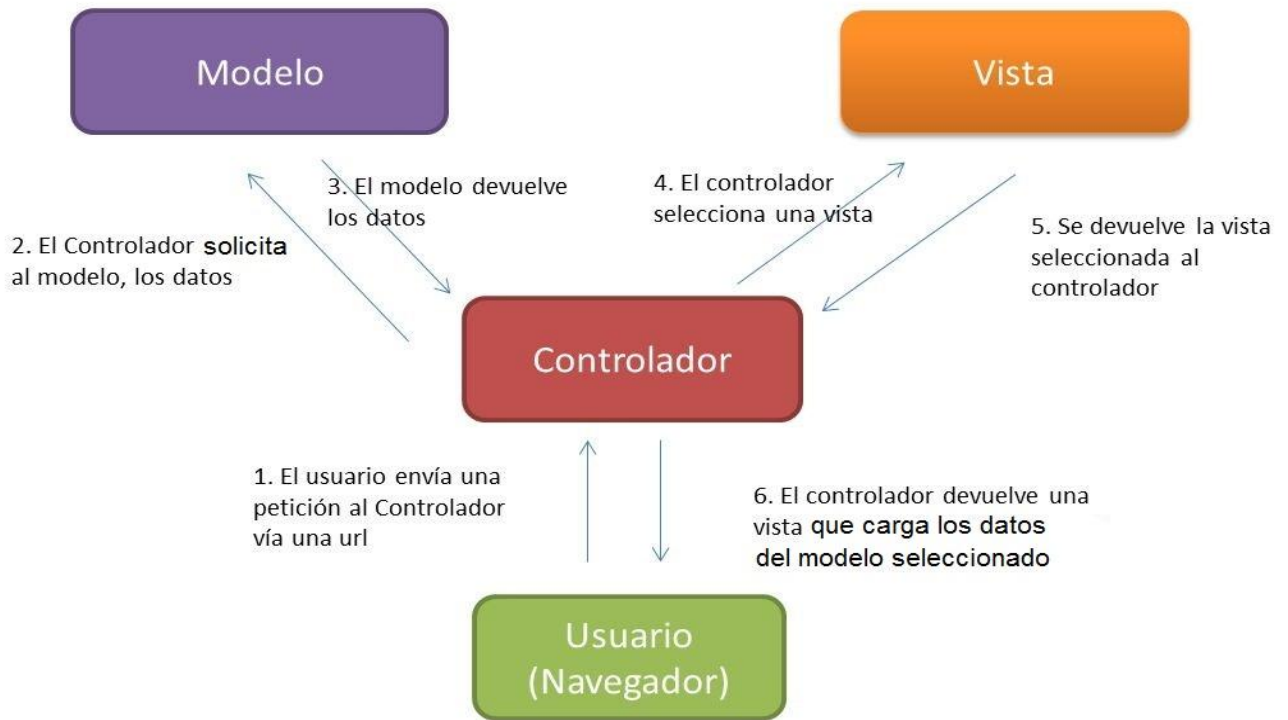 Modelo
Vista
3. El modelo devuelve
los datos
4. El controlador
selecciona una vista
2. El Controlador solicita
al modelo, los datos
5. Se devuelve la vista
seleccionada al
controlador
Controlador
1. El usuario envía una
petición al Controlador
vía una url
6. El controlador devuelve una
vista que carga los datos
del modelo seleccionado
Usuario
(Navegador)